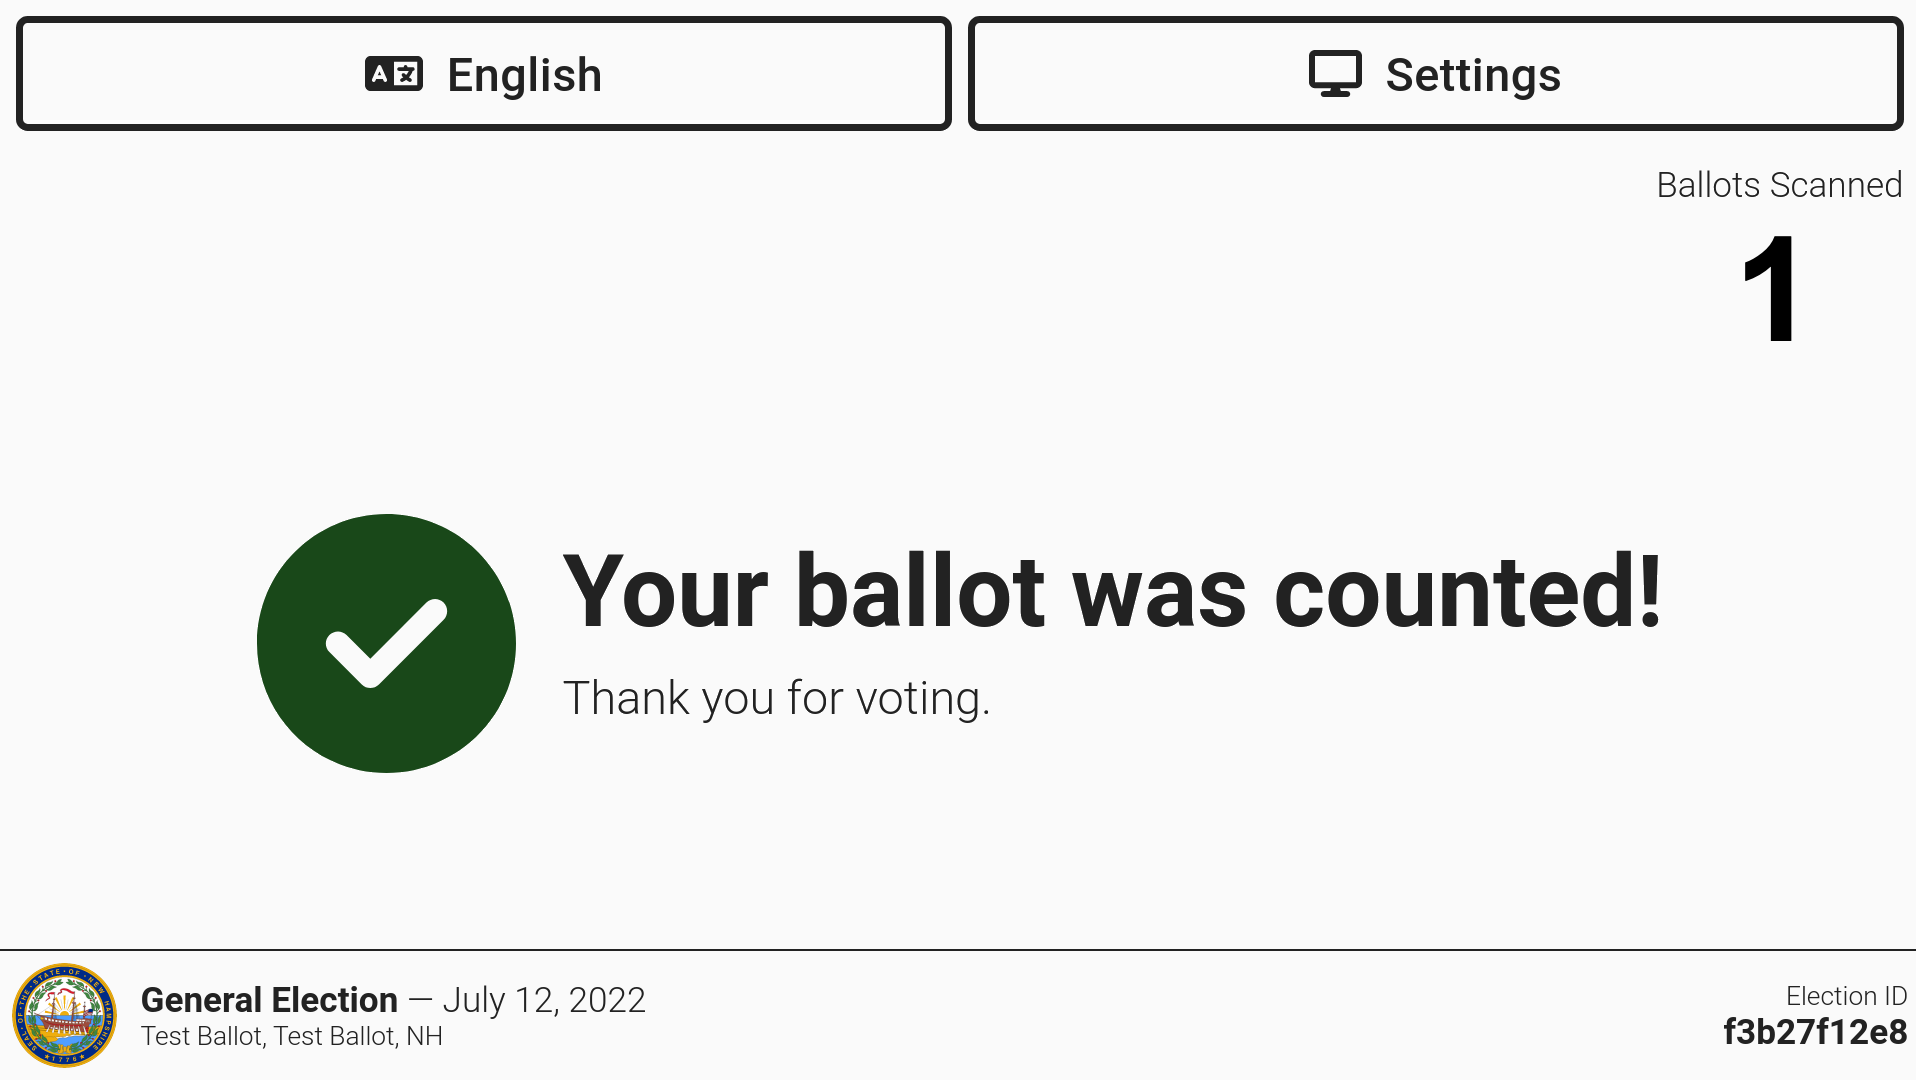 English
Settings
Ballots Scanned
1
Your ballot was counted!
Thank you for voting.
General Election — July 12, 2022
Test Ballot, Test Ballot, NH
Election ID
f3b27f12e8
SEAL · OF · THE · STATE · OF · NEW HAMPSHIRE
1776